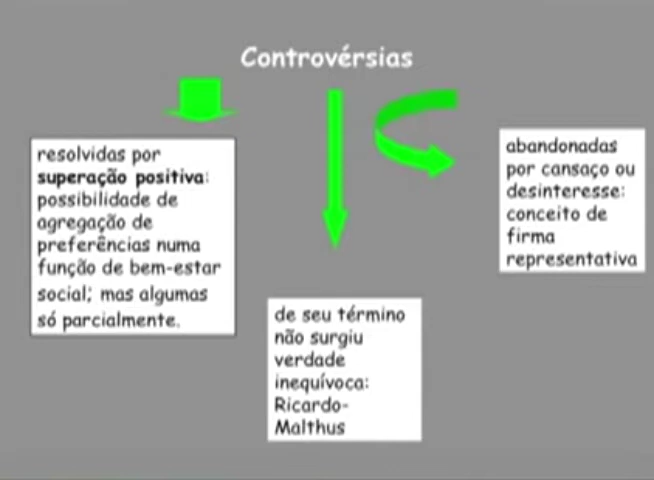 Controvérsias
resolvidas por
superação positiva:
possibilidade de
agregação de
preferências numa
função de bem-estar
social; mas algumas
só parcialmente.
de seu término
não surgiu
verdade
inequívoca:
Ricardo-
Malthus
abandonadas
por cansaço ou
desinteresse:
conceito de
firma
representativa